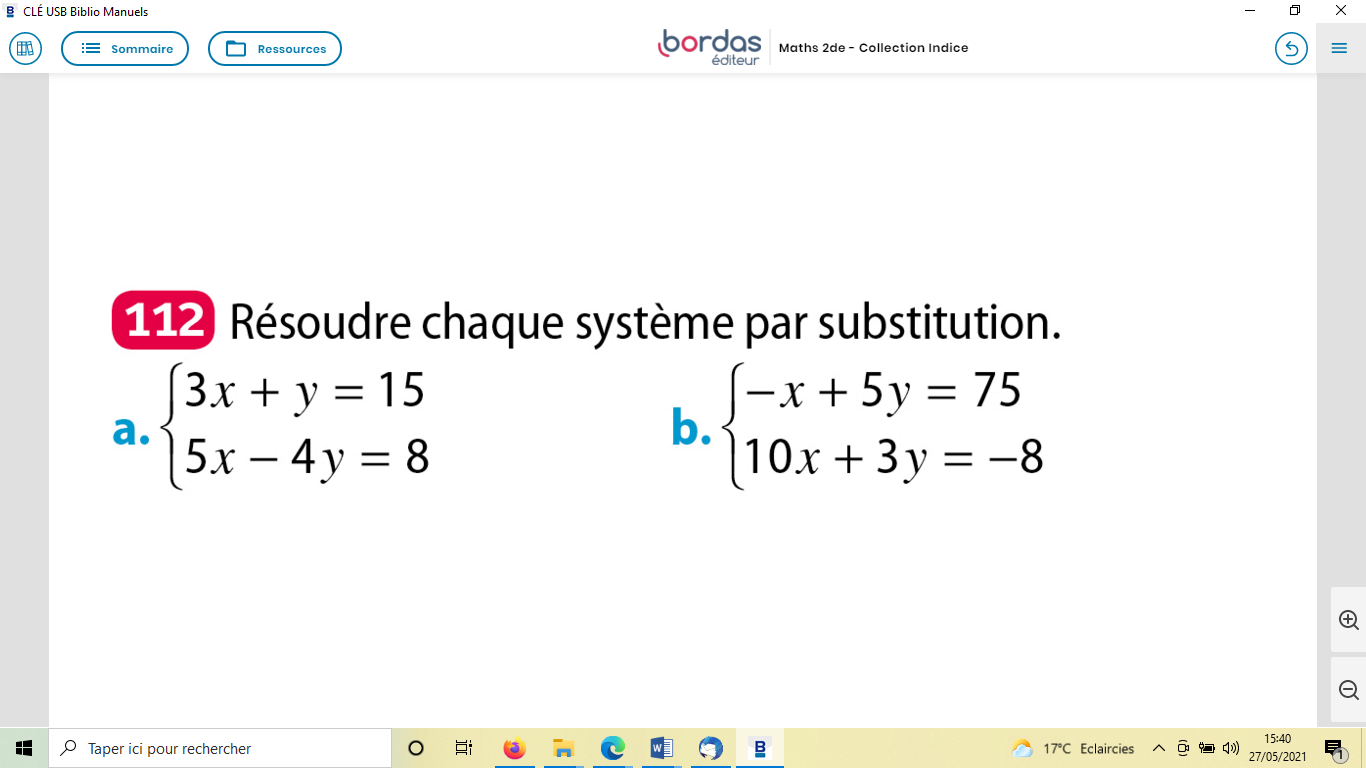 CLÉ USB Biblio Manuels
Sommaire
Ressources
bordas
éditeur
Maths 2de - Collection Indice
112 Résoudre chaque système par substitution.
a. {3x + y = 15
5x − 4y = 8
b. {−x + 5y = 75
10x + 3y = −8
Taper ici pour rechercher
17°C Eclaircies
15:40
27/05/2021
1